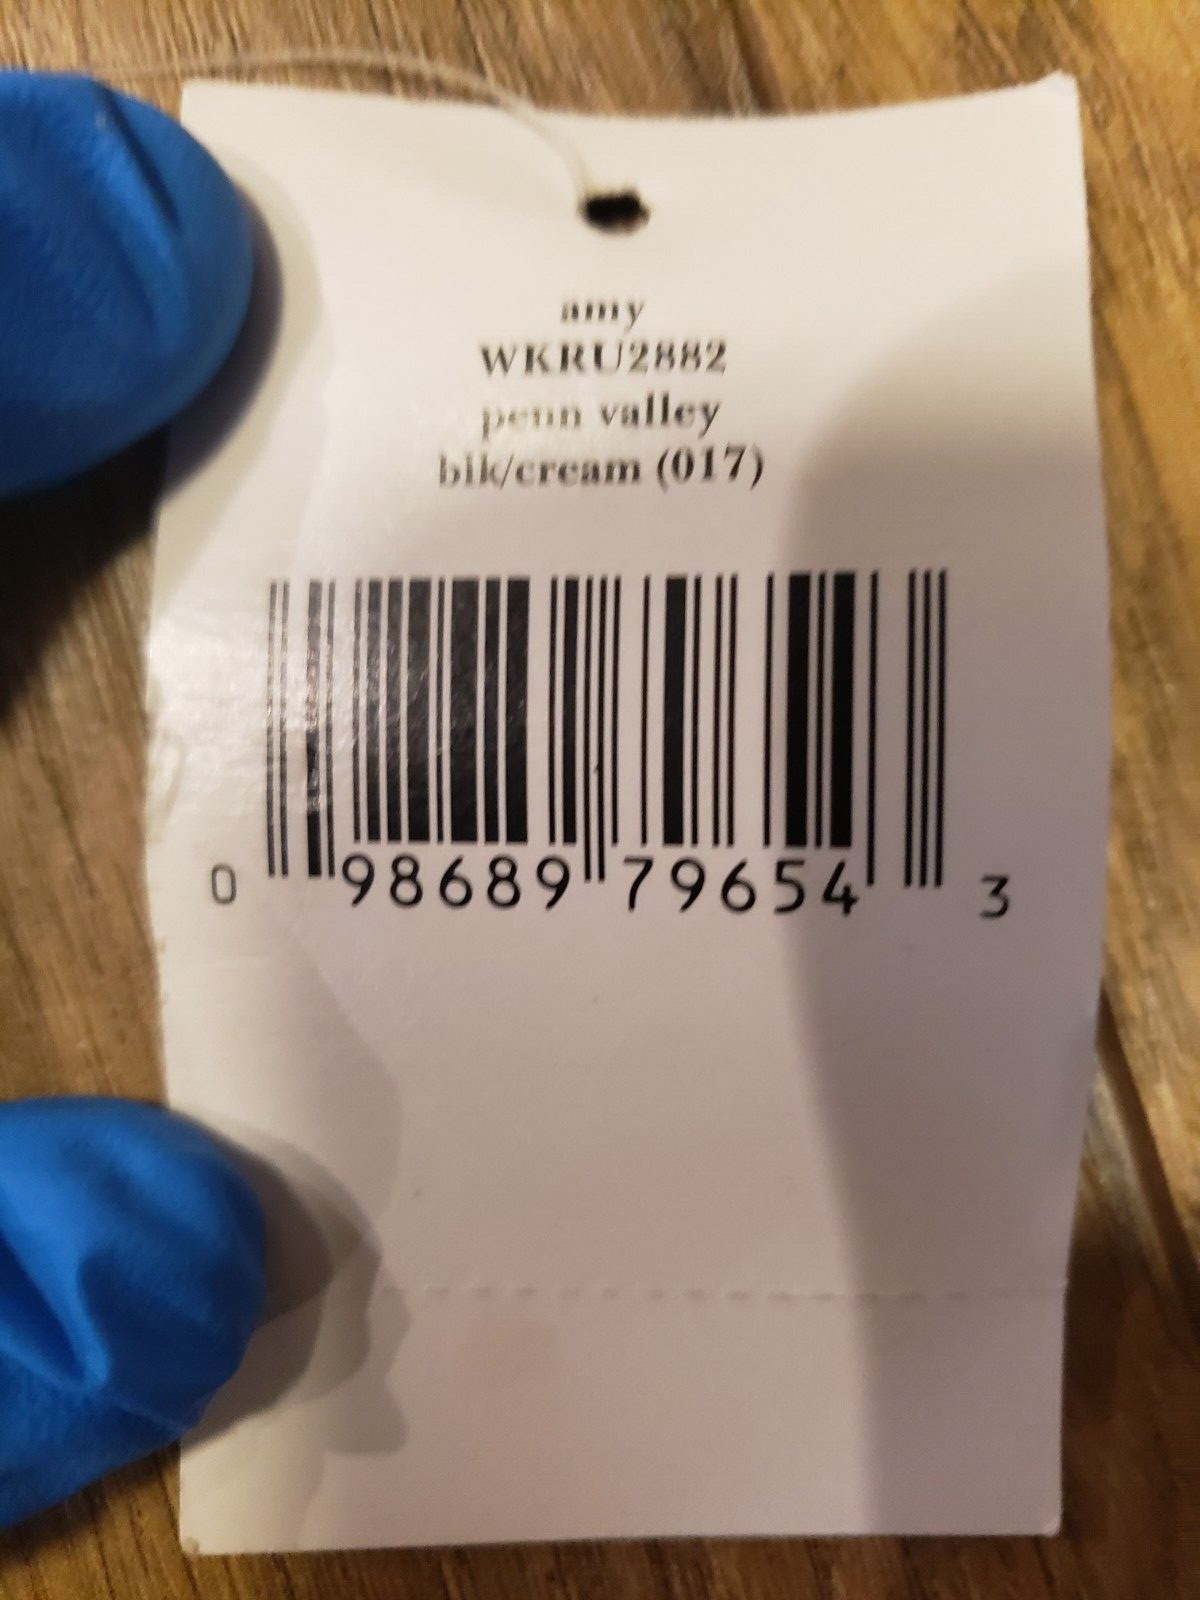 amy
WKRU2882
penn valley
blk/cream (017)
0 98689 79654 3